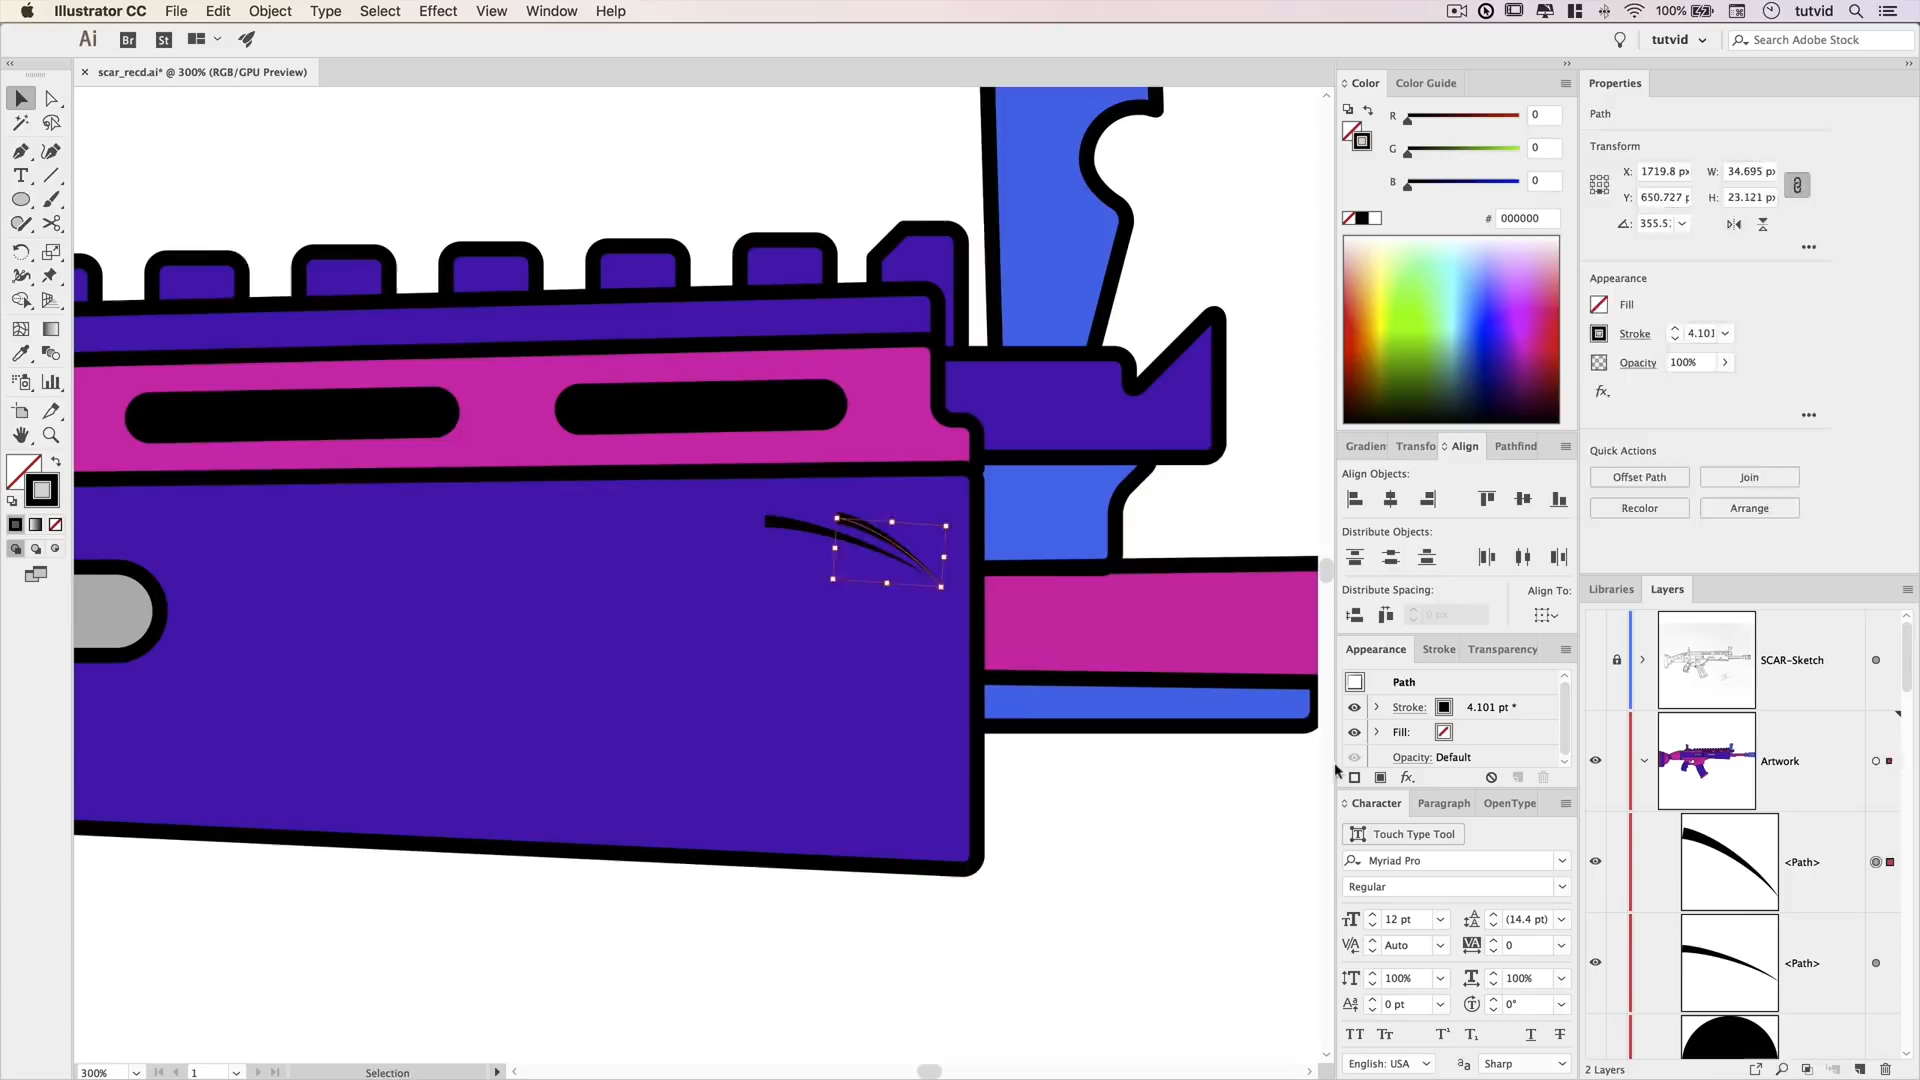 Illustrator CC File Edit Object Type Select Effect View Window Help 100% tutvid
Ai Br St tutvid Search Adobe Stock
scar_recd.ai* @ 300% (RGB/GPU Preview)
Color Color Guide
R 0
G 0
B 0
# 000000
Gradien Transfo Align Pathfind
Align Objects:
Distribute Objects:
Distribute Spacing: Align To:
0 px
Appearance Stroke Transparency
Path
Stroke: 4.101 pt *
Fill:
Opacity: Default
fx
Character Paragraph OpenType
Touch Type Tool
Myriad Pro
Regular
12 pt (14.4 pt)
Auto 0
100% 100%
0 pt 0°
English: USA Sharp
Properties
Path
Transform
X: 1719.8 px W: 34.695 px
Y: 650.727 p H: 23.121 px
355.5
Appearance
Fill
Stroke 4.101
Opacity 100%
fx
Quick Actions
Offset Path Join
Recolor Arrange
Libraries Layers
SCAR-Sketch
Artwork
<Path>
<Path>
2 Layers
300% 1 Selection